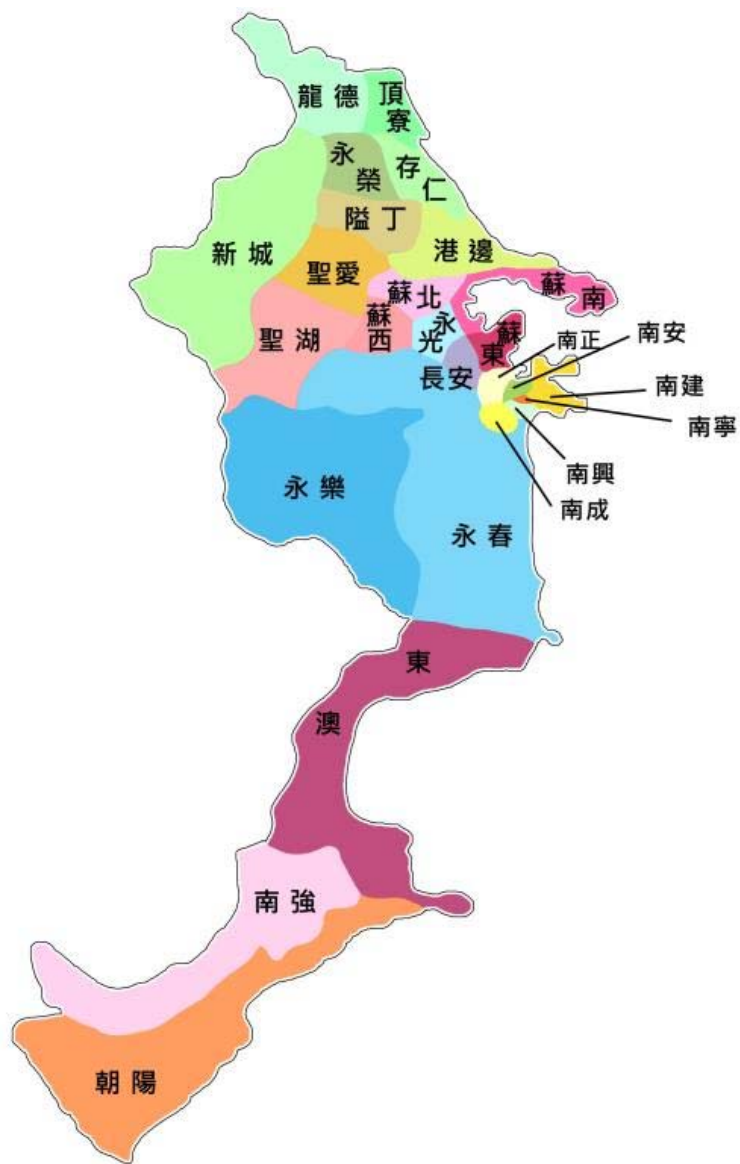 龍德
頂寮
永榮
存仁
隘丁
港邊
新城
聖愛
蘇北
蘇南
蘇西
永光
蘇東
南正
南安
聖湖
長安
南建
南寧
南興
南成
永樂
永春
東澳
南強
朝陽